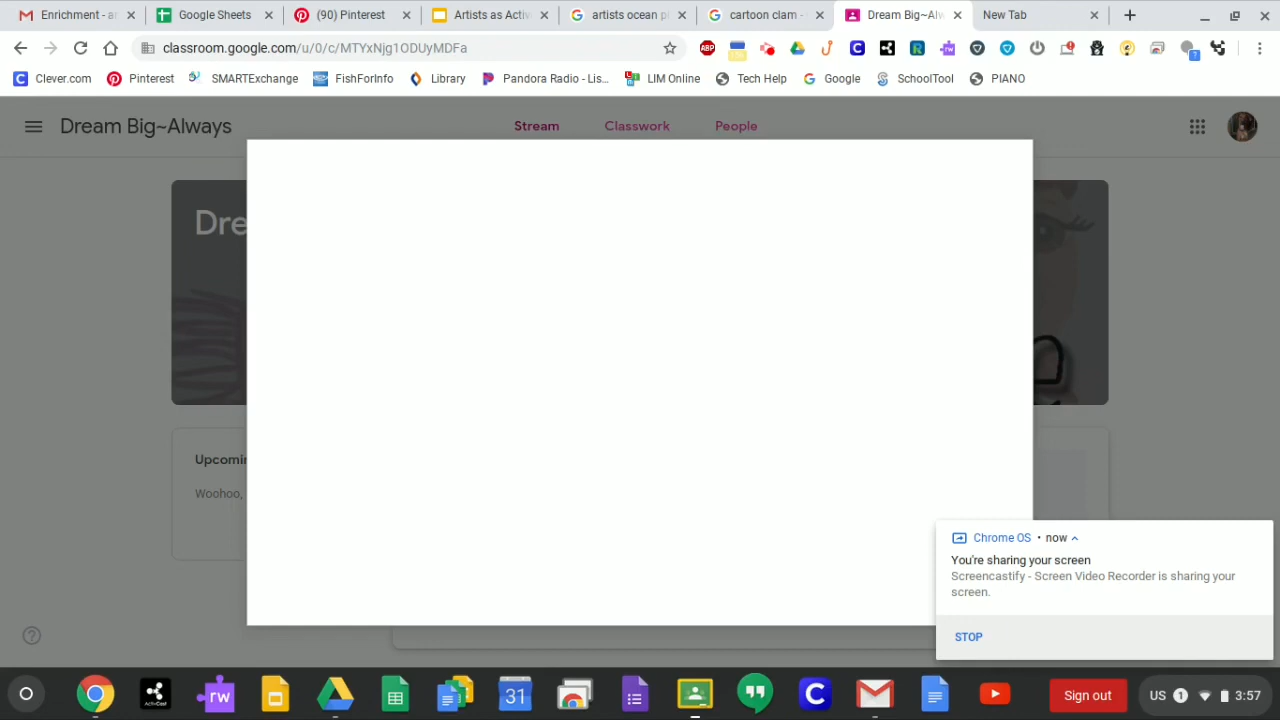 Enrichment - ar
Google Sheets
(90) Pinterest
Artists as Activ
artists ocean pl
cartoon clam -
Dream Big~Alw
New Tab
classroom.google.com/u/0/c/MTYxNjg1ODUyMDFa
Clever.com
Pinterest
SMARTExchange
FishForInfo
Library
Pandora Radio - Lis...
LIM Online
Tech Help
Google
SchoolTool
PIANO
Dream Big~Always
Stream
Classwork
People
Dre
Upcomin
Woohoo,
Chrome OS • now
You're sharing your screen
Screencastify - Screen Video Recorder is sharing your
screen.
STOP
Sign out
US
1
3:57